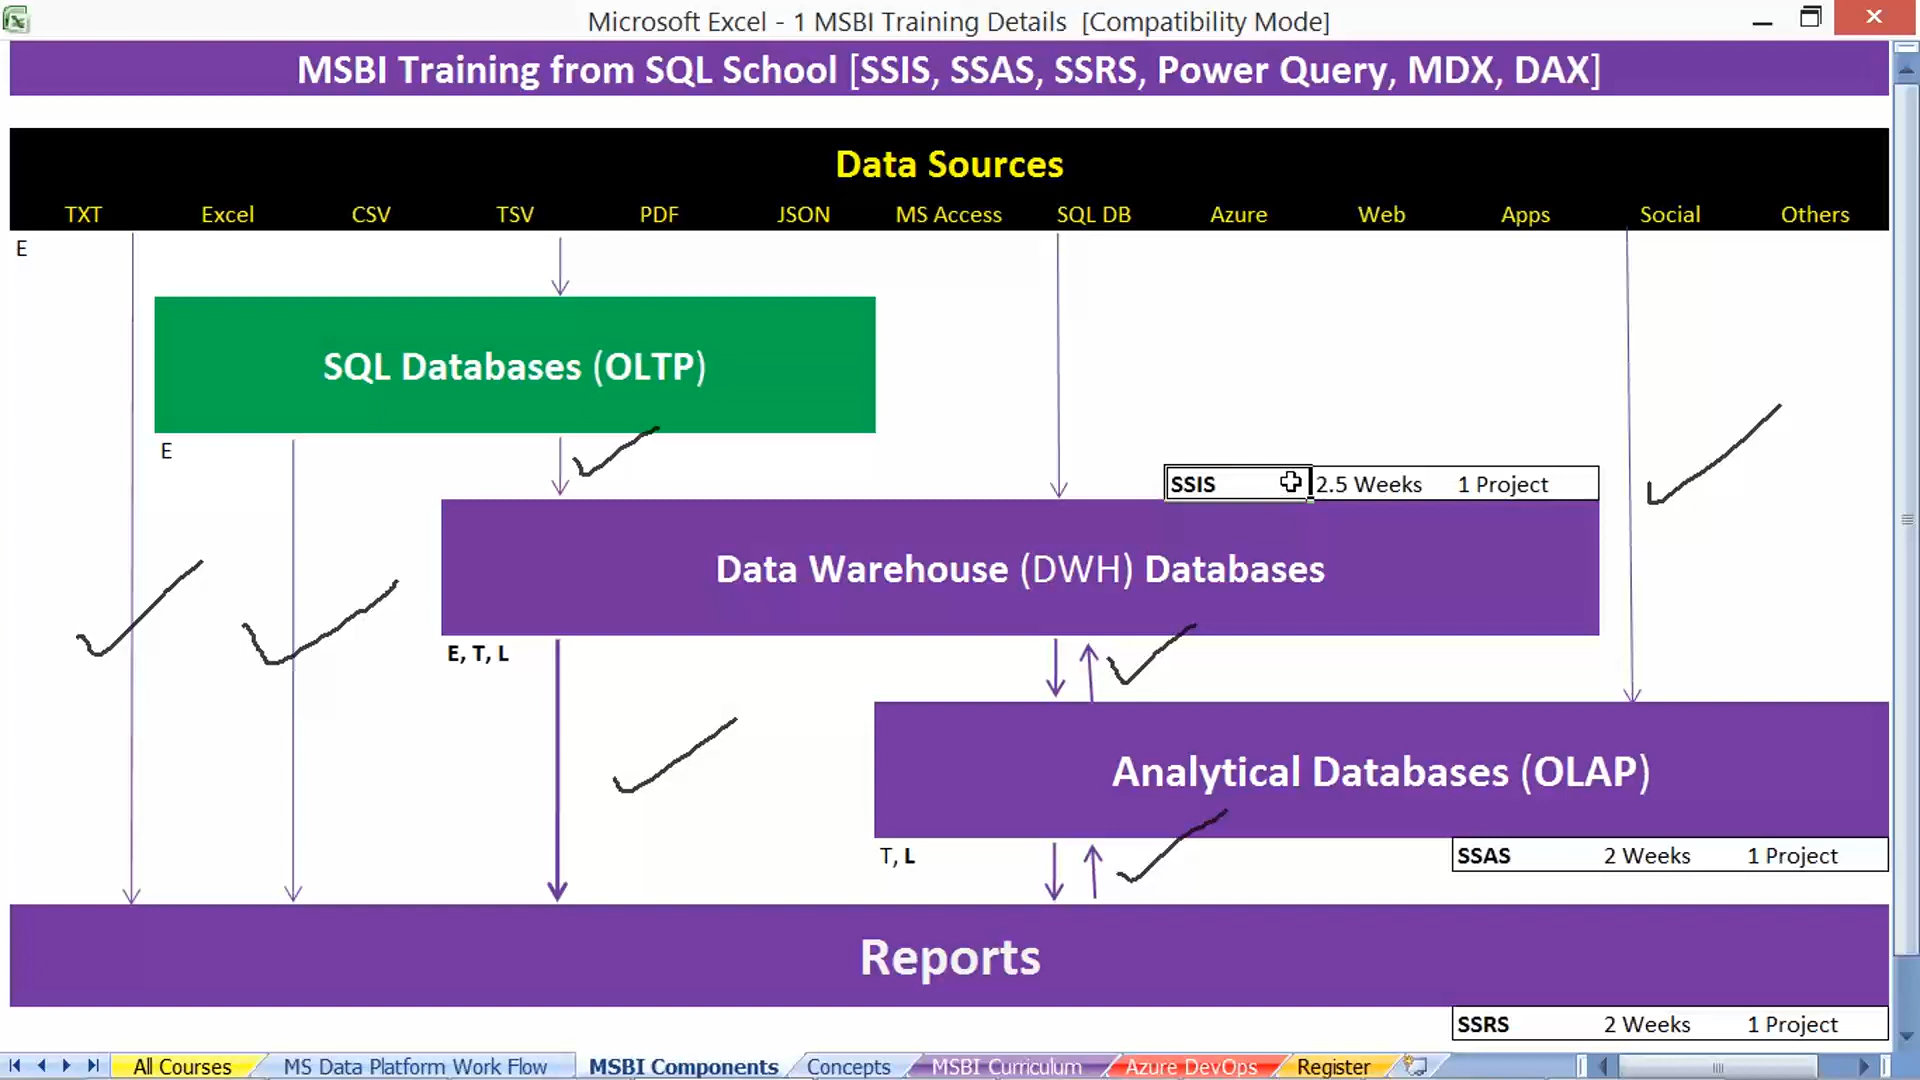 Microsoft Excel - 1 MSBI Training Details [Compatibility Mode]
MSBI Training from SQL School [SSIS, SSAS, SSRS, Power Query, MDX, DAX]
Data Sources
TXT Excel CSV TSV PDF JSON MS Access SQL DB Azure Web Apps Social Others
E
SQL Databases (OLTP)
E
SSIS 2.5 Weeks 1 Project
Data Warehouse (DWH) Databases
E, T, L
Analytical Databases (OLAP)
T, L
SSAS 2 Weeks 1 Project
Reports
SSRS 2 Weeks 1 Project
All Courses MS Data Platform Work Flow MSBI Components Concepts MSBI Curriculum Azure DevOps Register